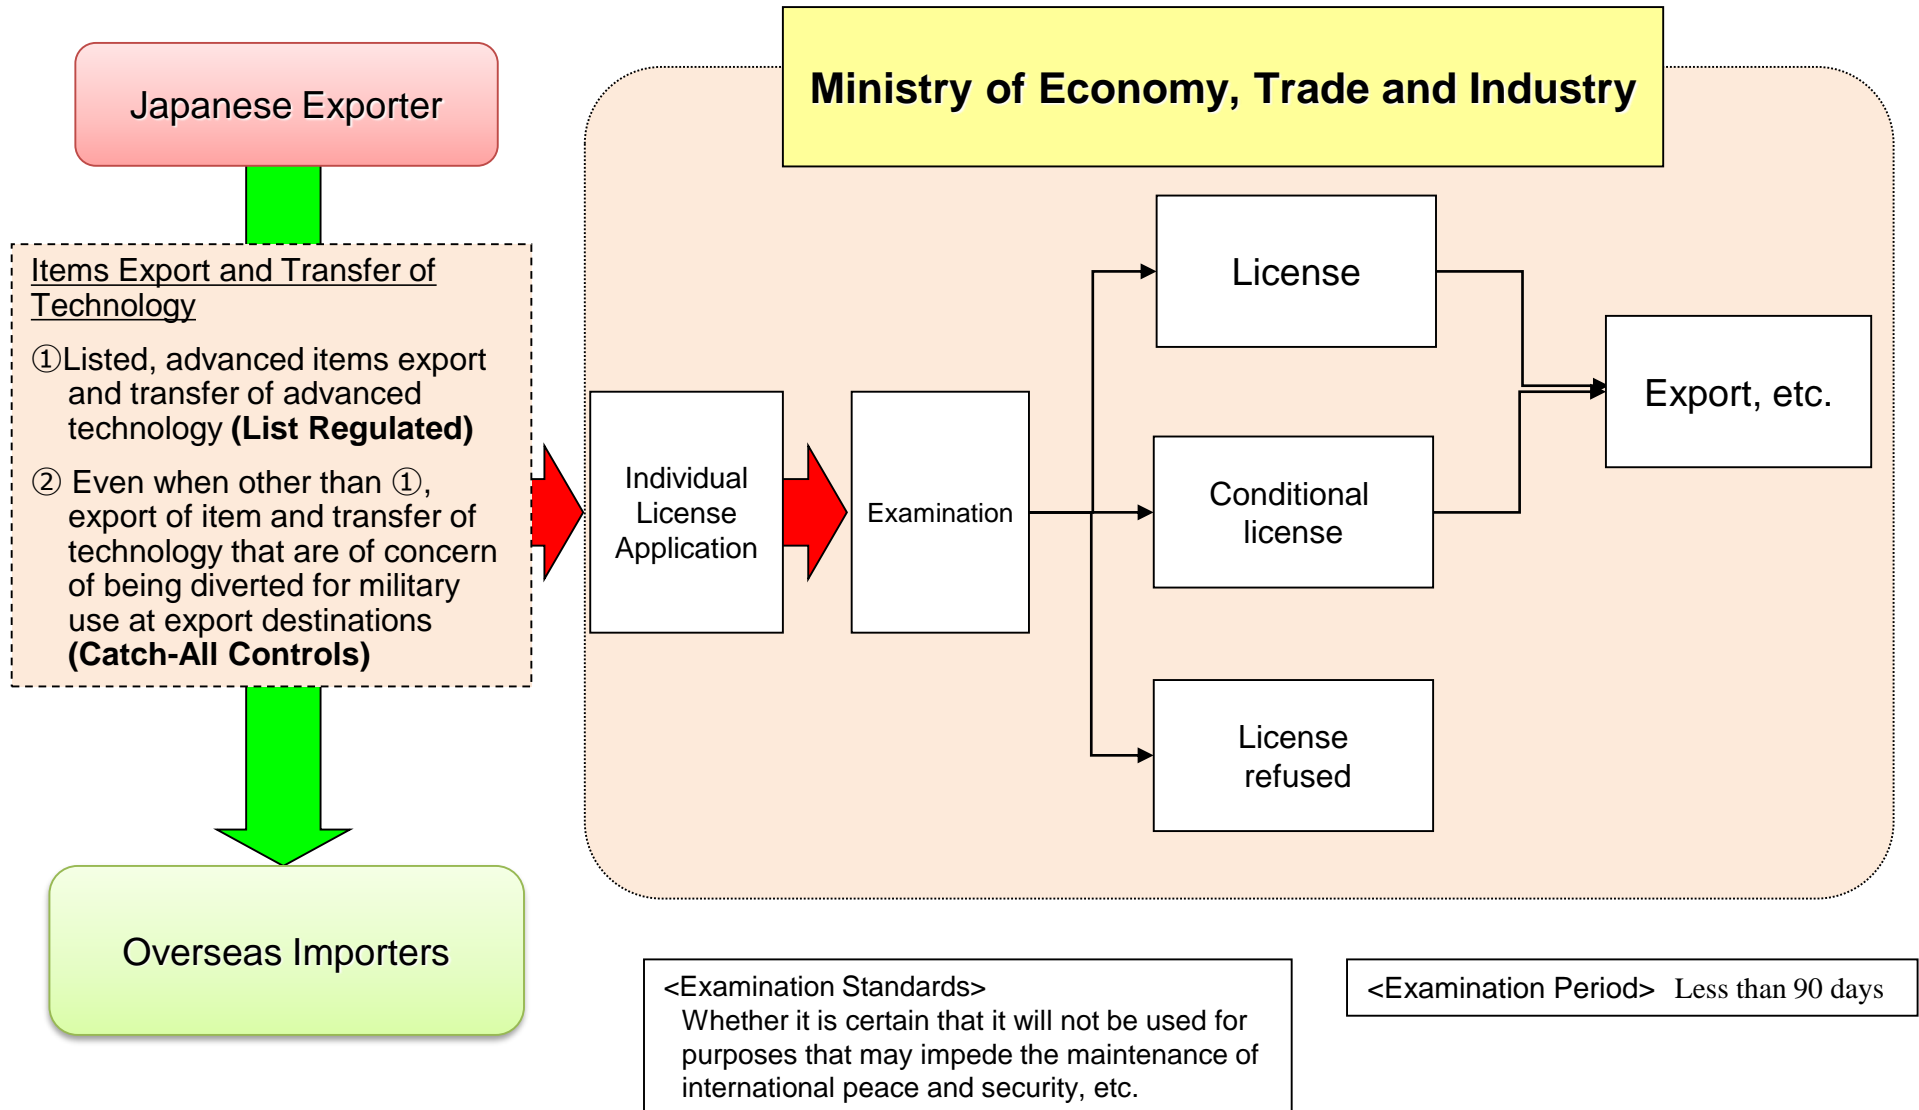 Japanese Exporter
Items Export and Transfer of
Technology
①Listed, advanced items export
and transfer of advanced
technology (List Regulated)
② Even when other than ①,
export of item and transfer of
technology that are of concern
of being diverted for military
use at export destinations
(Catch-All Controls)
Overseas Importers
Ministry of Economy, Trade and Industry
Individual
License
Application
Examination
License
Conditional
license
License
refused
Export, etc.
<Examination Standards>
Whether it is certain that it will not be used for
purposes that may impede the maintenance of
international peace and security, etc.
<Examination Period> Less than 90 days